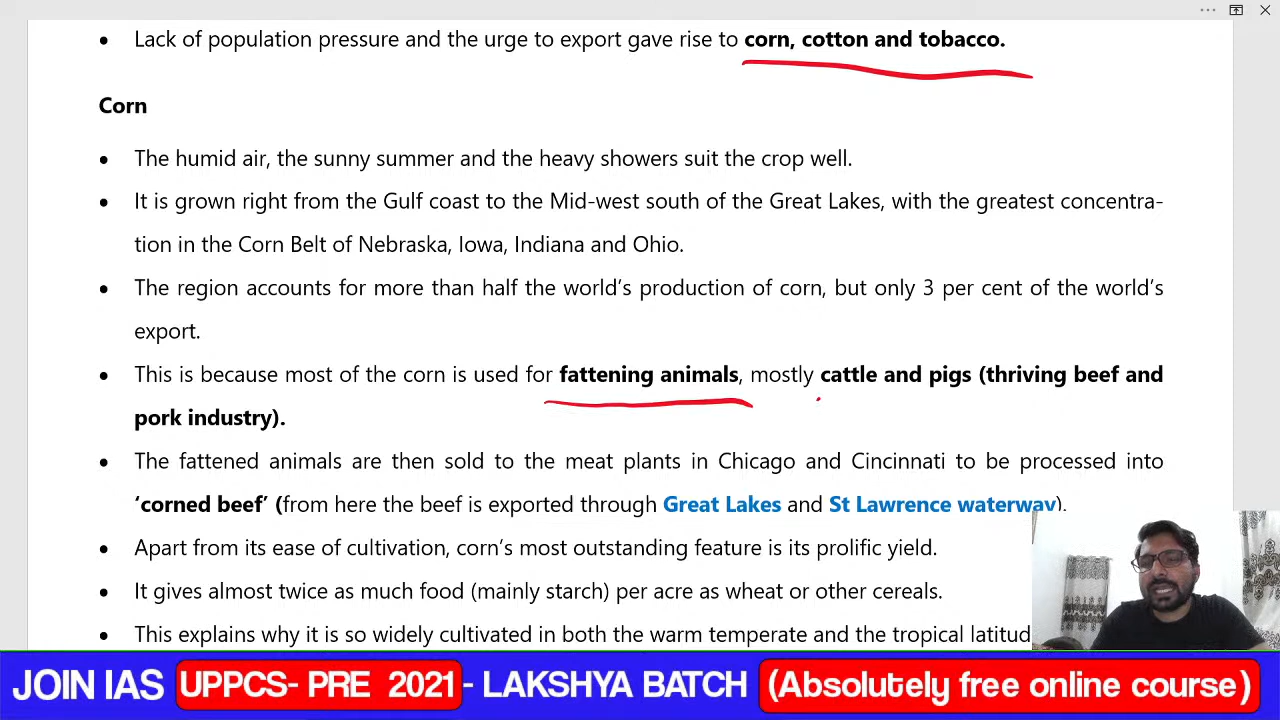 • Lack of population pressure and the urge to export gave rise to corn, cotton and tobacco.
Corn
• The humid air, the sunny summer and the heavy showers suit the crop well.
• It is grown right from the Gulf coast to the Mid-west south of the Great Lakes, with the greatest concentra-
tion in the Corn Belt of Nebraska, Iowa, Indiana and Ohio.
• The region accounts for more than half the world’s production of corn, but only 3 per cent of the world’s
export.
• This is because most of the corn is used for fattening animals, mostly cattle and pigs (thriving beef and
pork industry).
• The fattened animals are then sold to the meat plants in Chicago and Cincinnati to be processed into
‘corned beef’ (from here the beef is exported through Great Lakes and St Lawrence waterway).
• Apart from its ease of cultivation, corn’s most outstanding feature is its prolific yield.
• It gives almost twice as much food (mainly starch) per acre as wheat or other cereals.
• This explains why it is so widely cultivated in both the warm temperate and the tropical latitud
JOIN IAS UPPCS- PRE 2021 - LAKSHYA BATCH (Absolutely free online course)